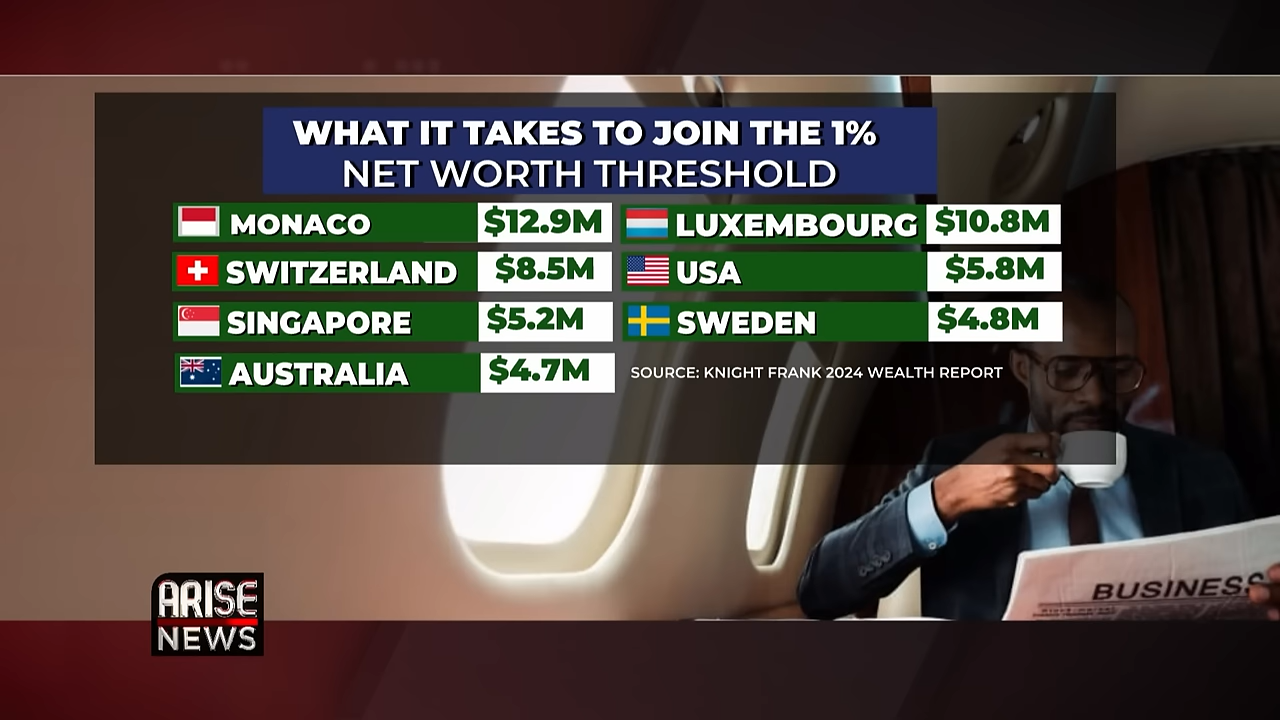 WHAT IT TAKES TO JOIN THE 1%
NET WORTH THRESHOLD
MONACO $12.9M LUXEMBOURG $10.8M
SWITZERLAND $8.5M USA $5.8M
SINGAPORE $5.2M SWEDEN $4.8M
AUSTRALIA $4.7M SOURCE: KNIGHT FRANK 2024 WEALTH REPORT
BUSINESS
ARISE
NEWS